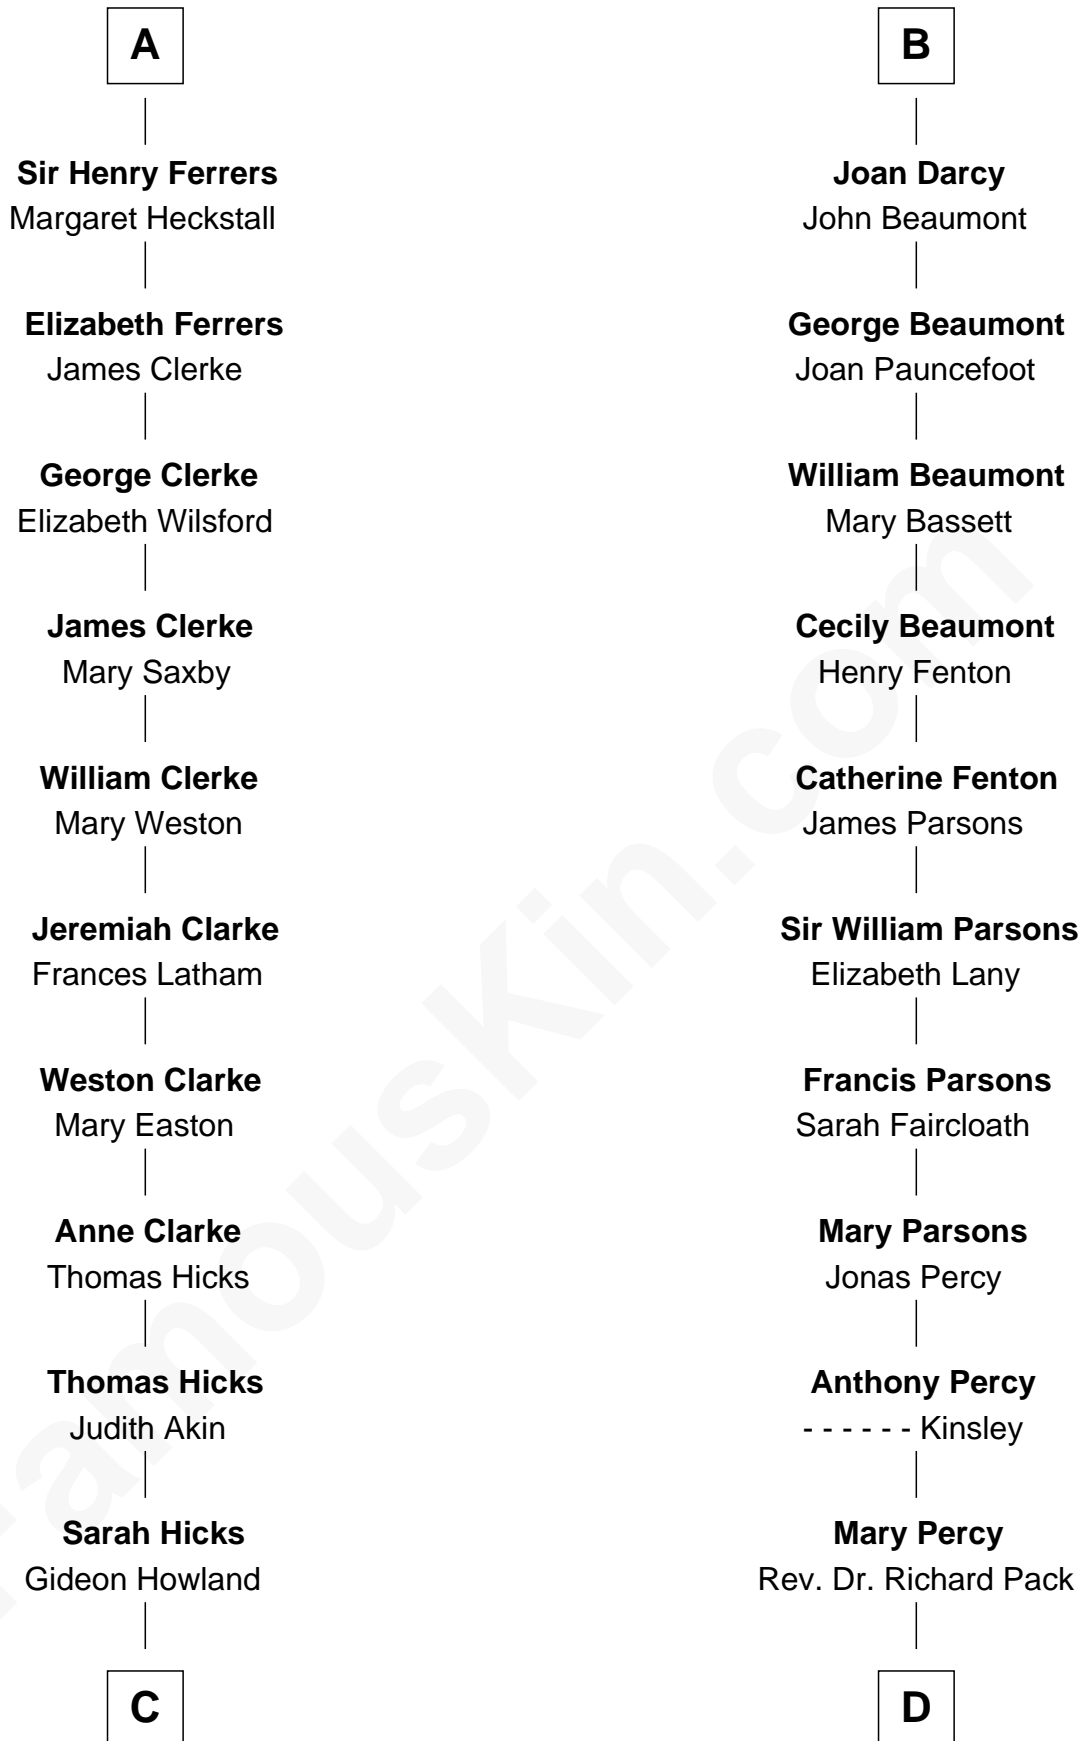 A
Sir Henry Ferrers
Margaret Heckstall
Elizabeth Ferrers
James Clerke
George Clerke
Elizabeth Wilsford
James Clerke
Mary Saxby
William Clerke
Mary Weston
Jeremiah Clarke
Frances Latham
Weston Clarke
Mary Easton
Anne Clarke
Thomas Hicks
Thomas Hicks
Judith Akin
Sarah Hicks
Gideon Howland
C
B
Joan Darcy
John Beaumont
George Beaumont
Joan Pauncefoot
William Beaumont
Mary Bassett
Cecily Beaumont
Henry Fenton
Catherine Fenton
James Parsons
Sir William Parsons
Elizabeth Lany
Francis Parsons
Sarah Faircloath
Mary Parsons
Jonas Percy
Anthony Percy
- - - - - - Kinsley
Mary Percy
Rev. Dr. Richard Pack
D
FamousKin.com